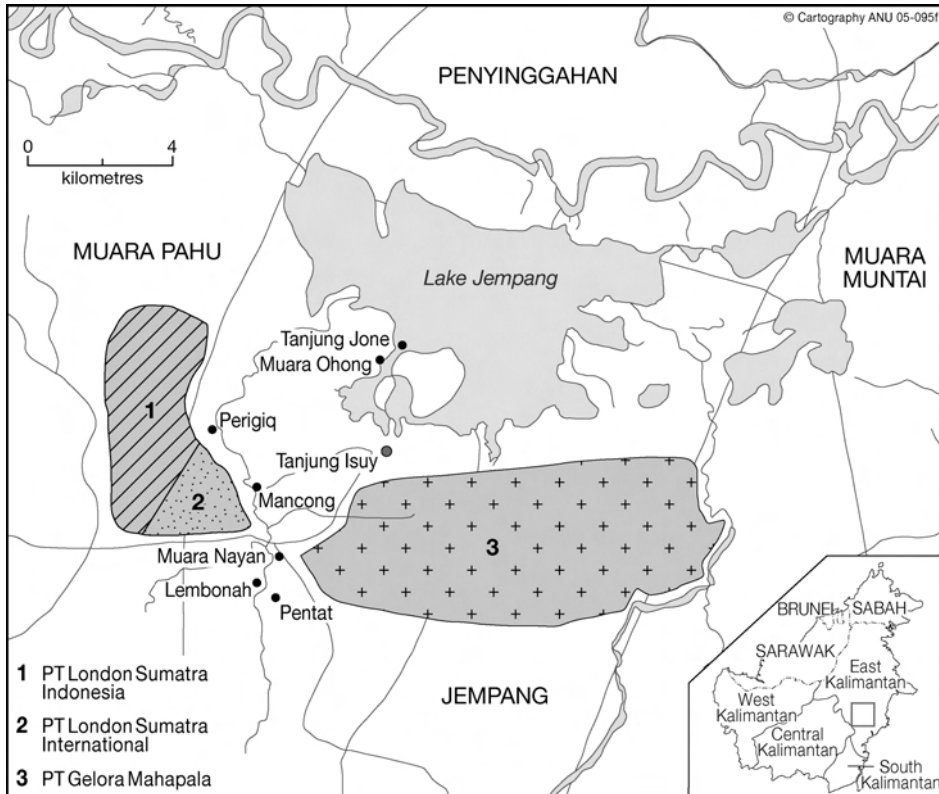 © Cartography ANU 05-095f
PENYINGGAHAN
0 4
kilometres
MUARA PAHU
MUARA
MUNTAI
Lake Jempang
Tanjung Jone
Muara Ohong
1
Perigiq
Tanjung Isuy
2
Mancong
3
Muara Nayan
Lembonah
Pentat
JEMPANG
1 PT London Sumatra
Indonesia
2 PT London Sumatra
International
3 PT Gelora Mahapala
BRUNEI
SABAH
SARAWAK
East
Kalimantan
West
Kalimantan
Central
Kalimantan
South
Kalimantan